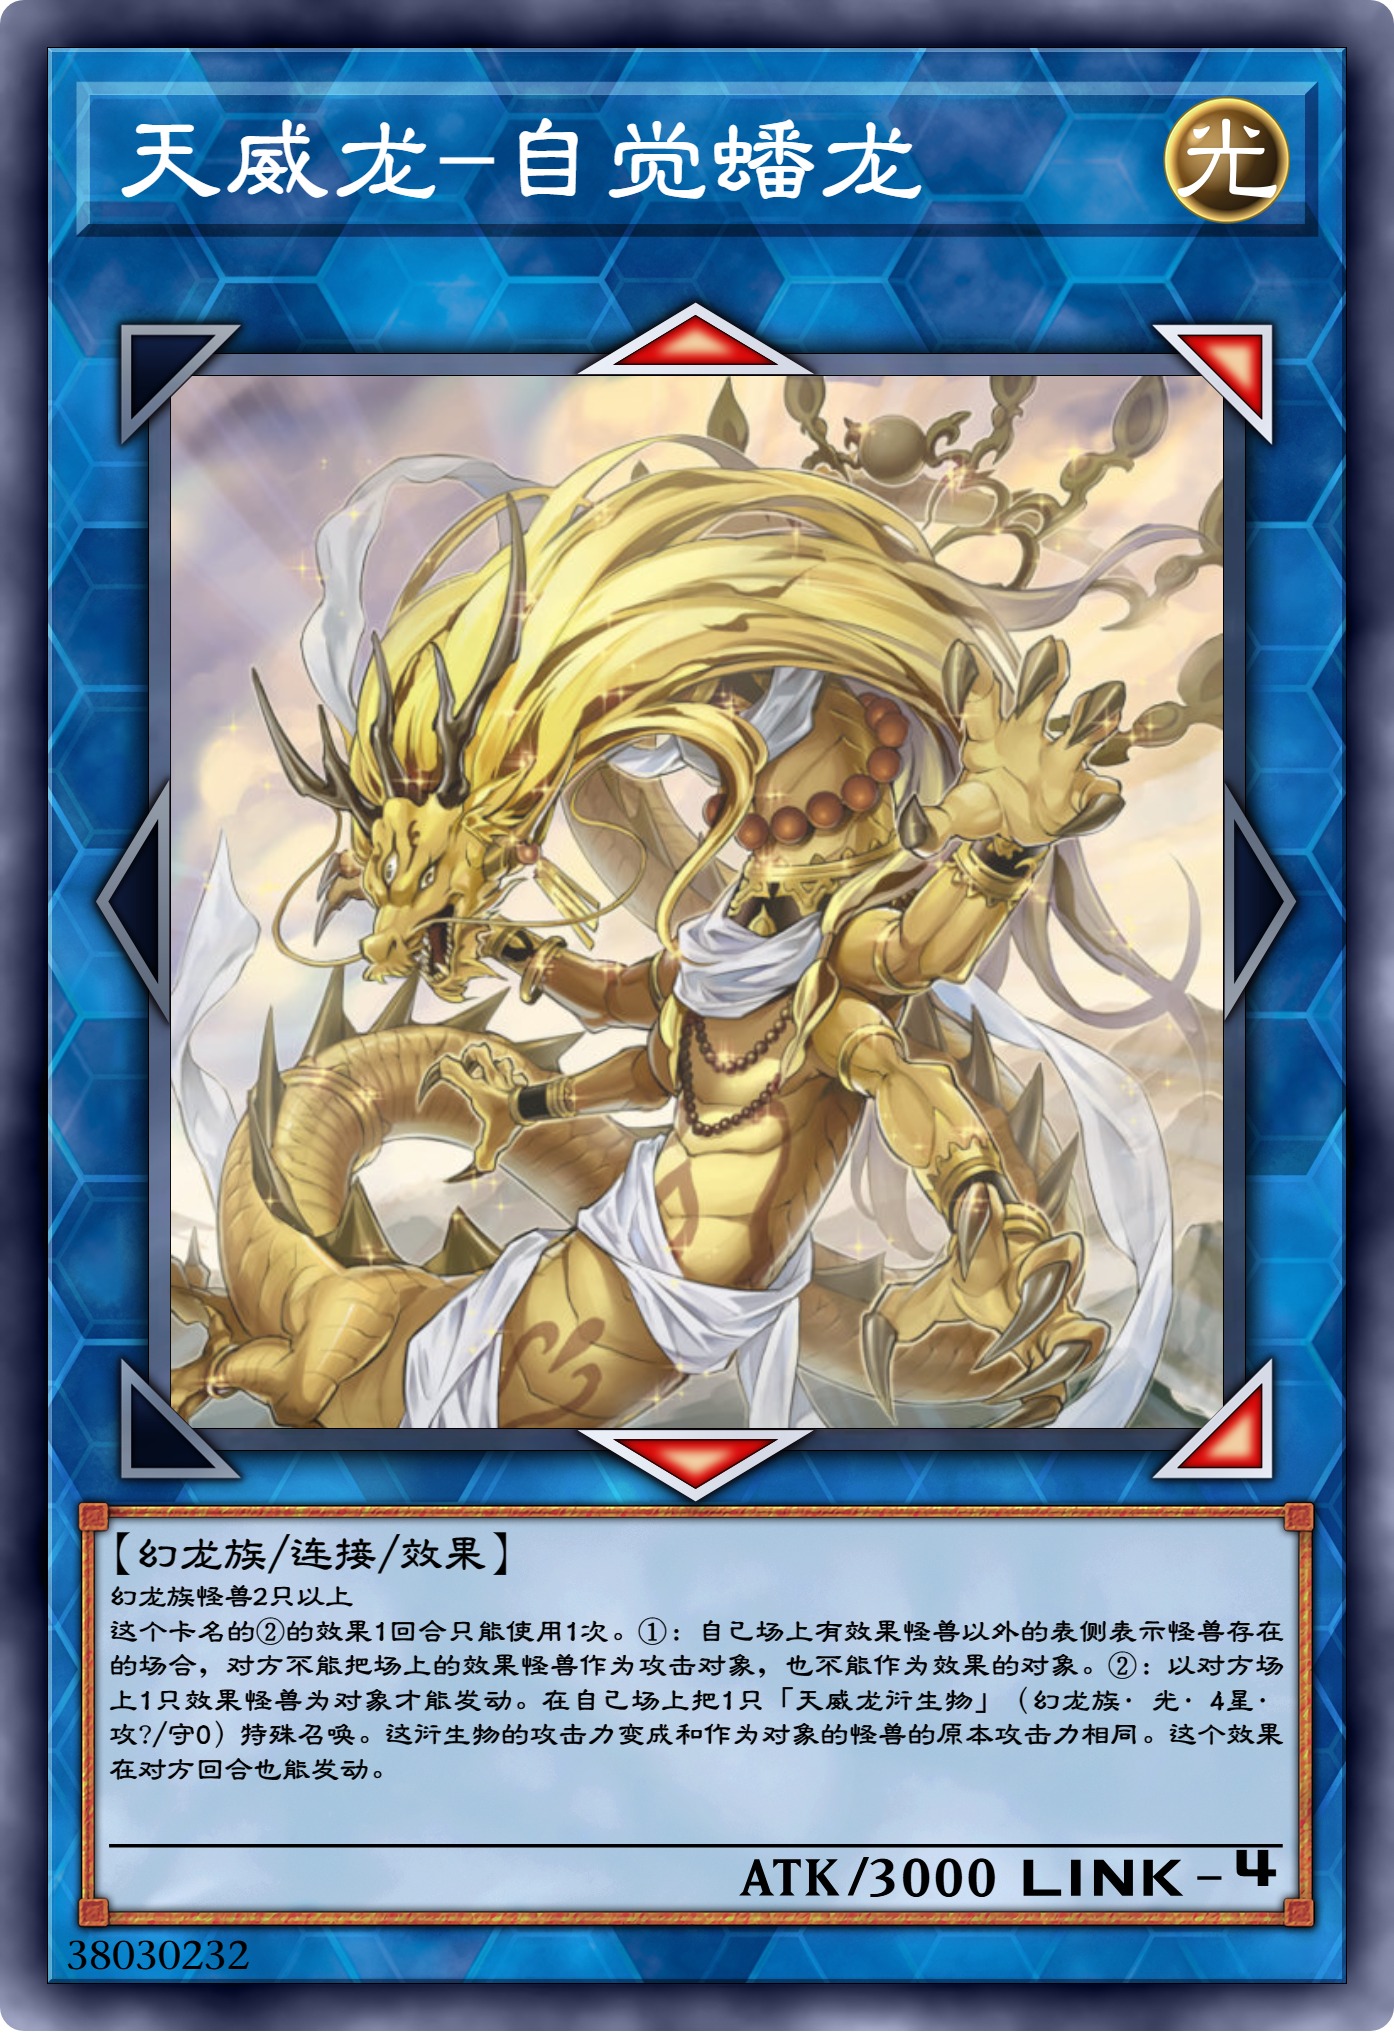 天威龙-自觉蟠龙
光
【幻龙族/连接/效果】
幻龙族怪兽2只以上
这个卡名的②的效果1回合只能使用1次。①：自己场上有效果怪兽以外的表侧表示怪兽存在
的场合，对方不能把场上的效果怪兽作为攻击对象，也不能作为效果的对象。②：以对方场
上1只效果怪兽为对象才能发动。在自己场上把1只「天威龙衍生物」（幻龙族·光·4星·
攻?/守0）特殊召唤。这衍生物的攻击力变成和作为对象的怪兽的原本攻击力相同。这个效果
在对方回合也能发动。
ATK/3000 LINK-4
38030232